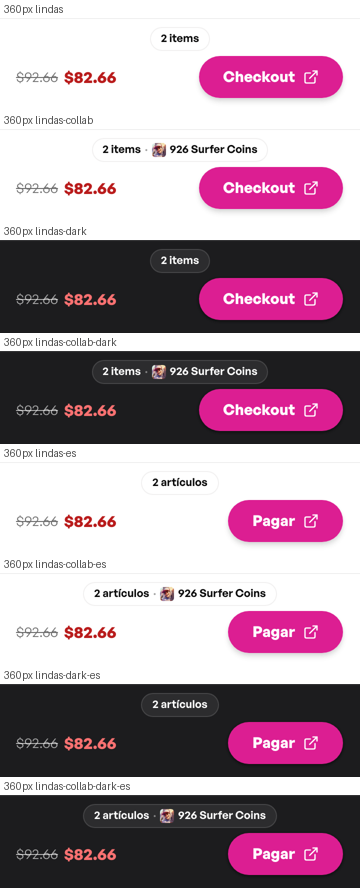 360px lindas
2 items
$92.66 $82.66 Checkout
360px lindas-collab
2 items · 926 Surfer Coins
$92.66 $82.66 Checkout
360px lindas-dark
2 items
$92.66 $82.66 Checkout
360px lindas-collab-dark
2 items · 926 Surfer Coins
$92.66 $82.66 Checkout
360px lindas-es
2 artículos
$92.66 $82.66 Pagar
360px lindas-collab-es
2 artículos · 926 Surfer Coins
$92.66 $82.66 Pagar
360px lindas-dark-es
2 artículos
$92.66 $82.66 Pagar
360px lindas-collab-dark-es
2 artículos · 926 Surfer Coins
$92.66 $82.66 Pagar